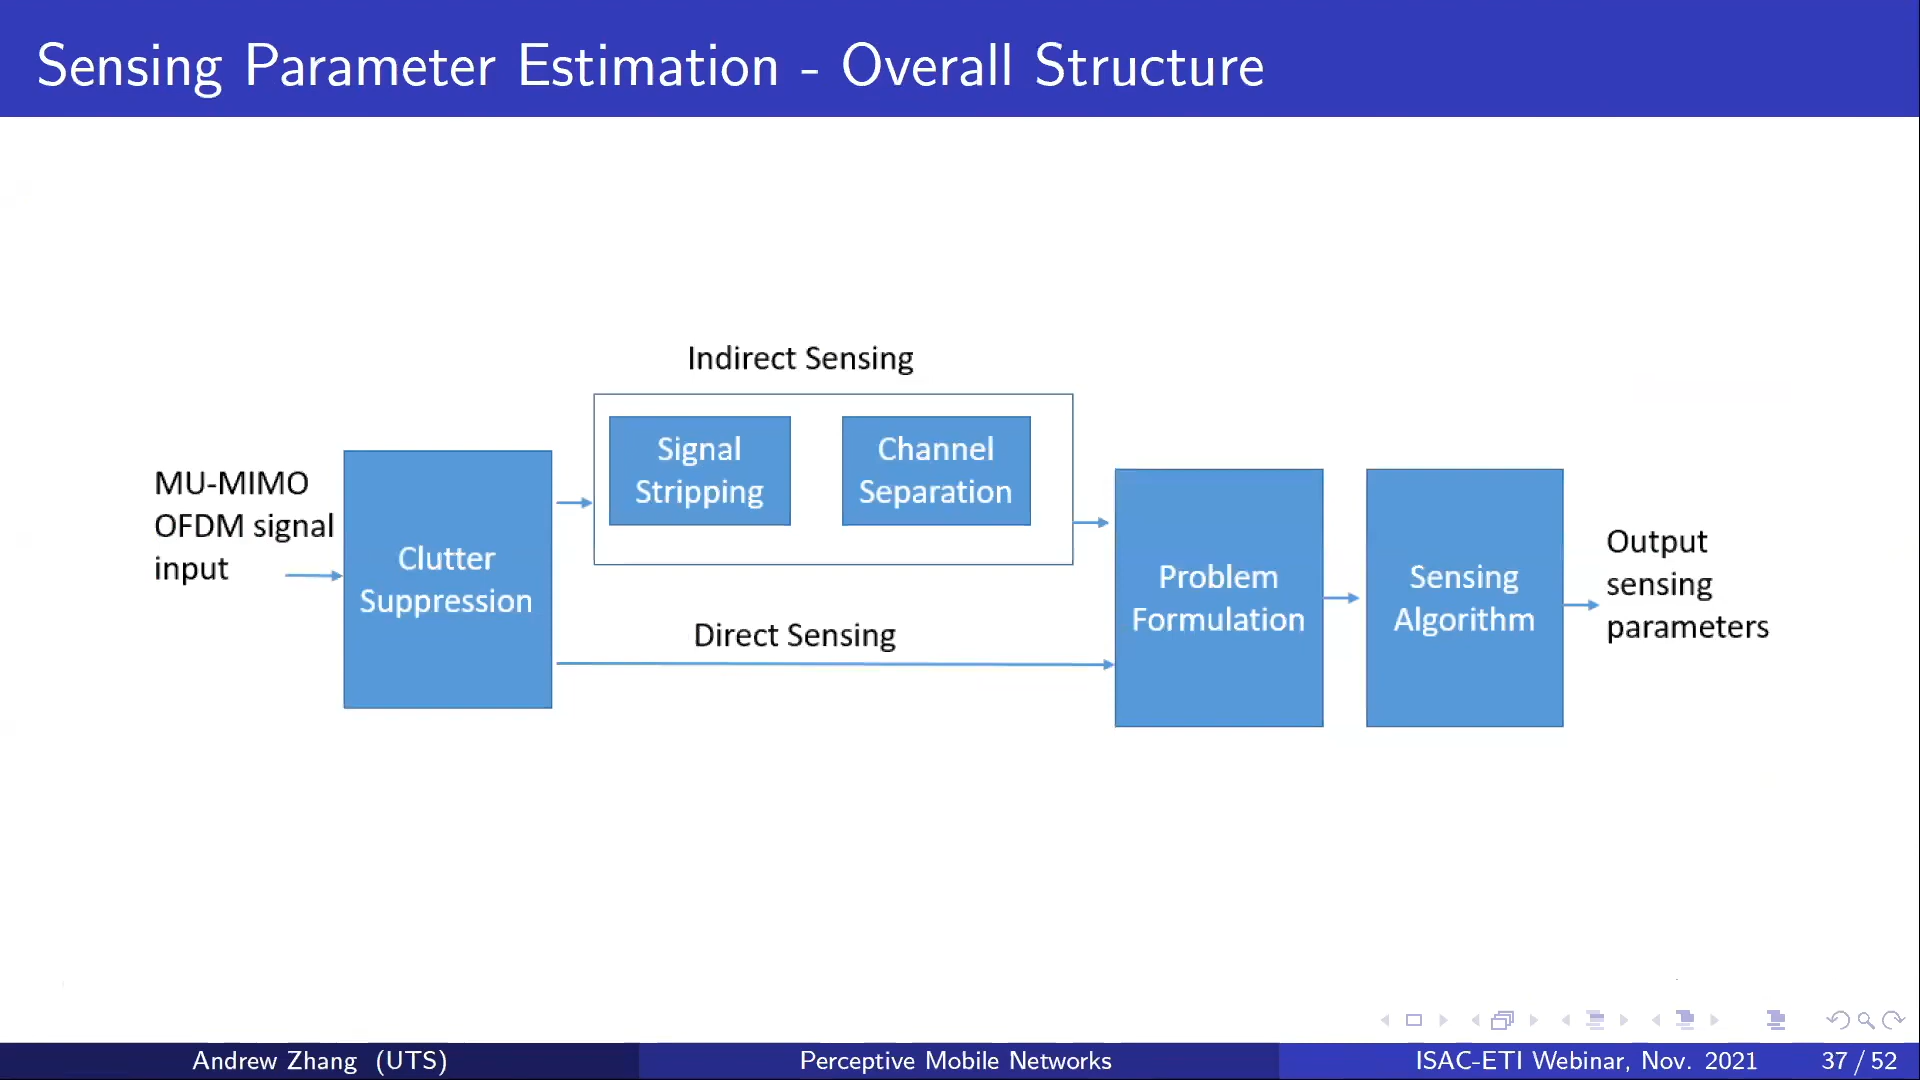 Sensing Parameter Estimation - Overall Structure
Indirect Sensing
Signal
Stripping
Channel
Separation
MU-MIMO
OFDM signal
input
Clutter
Suppression
Direct Sensing
Problem
Formulation
Sensing
Algorithm
Output
sensing
parameters
Andrew Zhang (UTS)
Perceptive Mobile Networks
ISAC-ETI Webinar, Nov. 2021
37 / 52